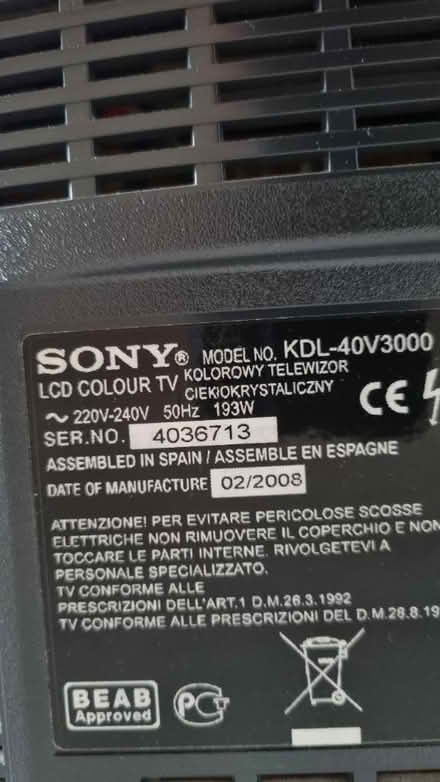 SONY® MODEL NO. KDL-40V3000
LCD COLOUR TV KOLOROWY TELEWIZOR
CIEKŁOKRYSTALICZNY
CE
~ 220V-240V 50Hz 193W
SER.NO. 4036713
ASSEMBLED IN SPAIN / ASSEMBLE EN ESPAGNE
DATE OF MANUFACTURE 02/2008
ATTENZIONE! PER EVITARE PERICOLOSE SCOSSE
ELETTRICHE NON RIMUOVERE IL COPERCHIO E NON
TOCCARE LE PARTI INTERNE. RIVOLGETEVI A
PERSONALE SPECIALIZZATO.
TV CONFORME ALLE
PRESCRIZIONI DELL'ART.1 D.M.26.3.1992
TV CONFORME ALLE PRESCRIZIONI DEL D.M.28.8.19
BEAB
Approved